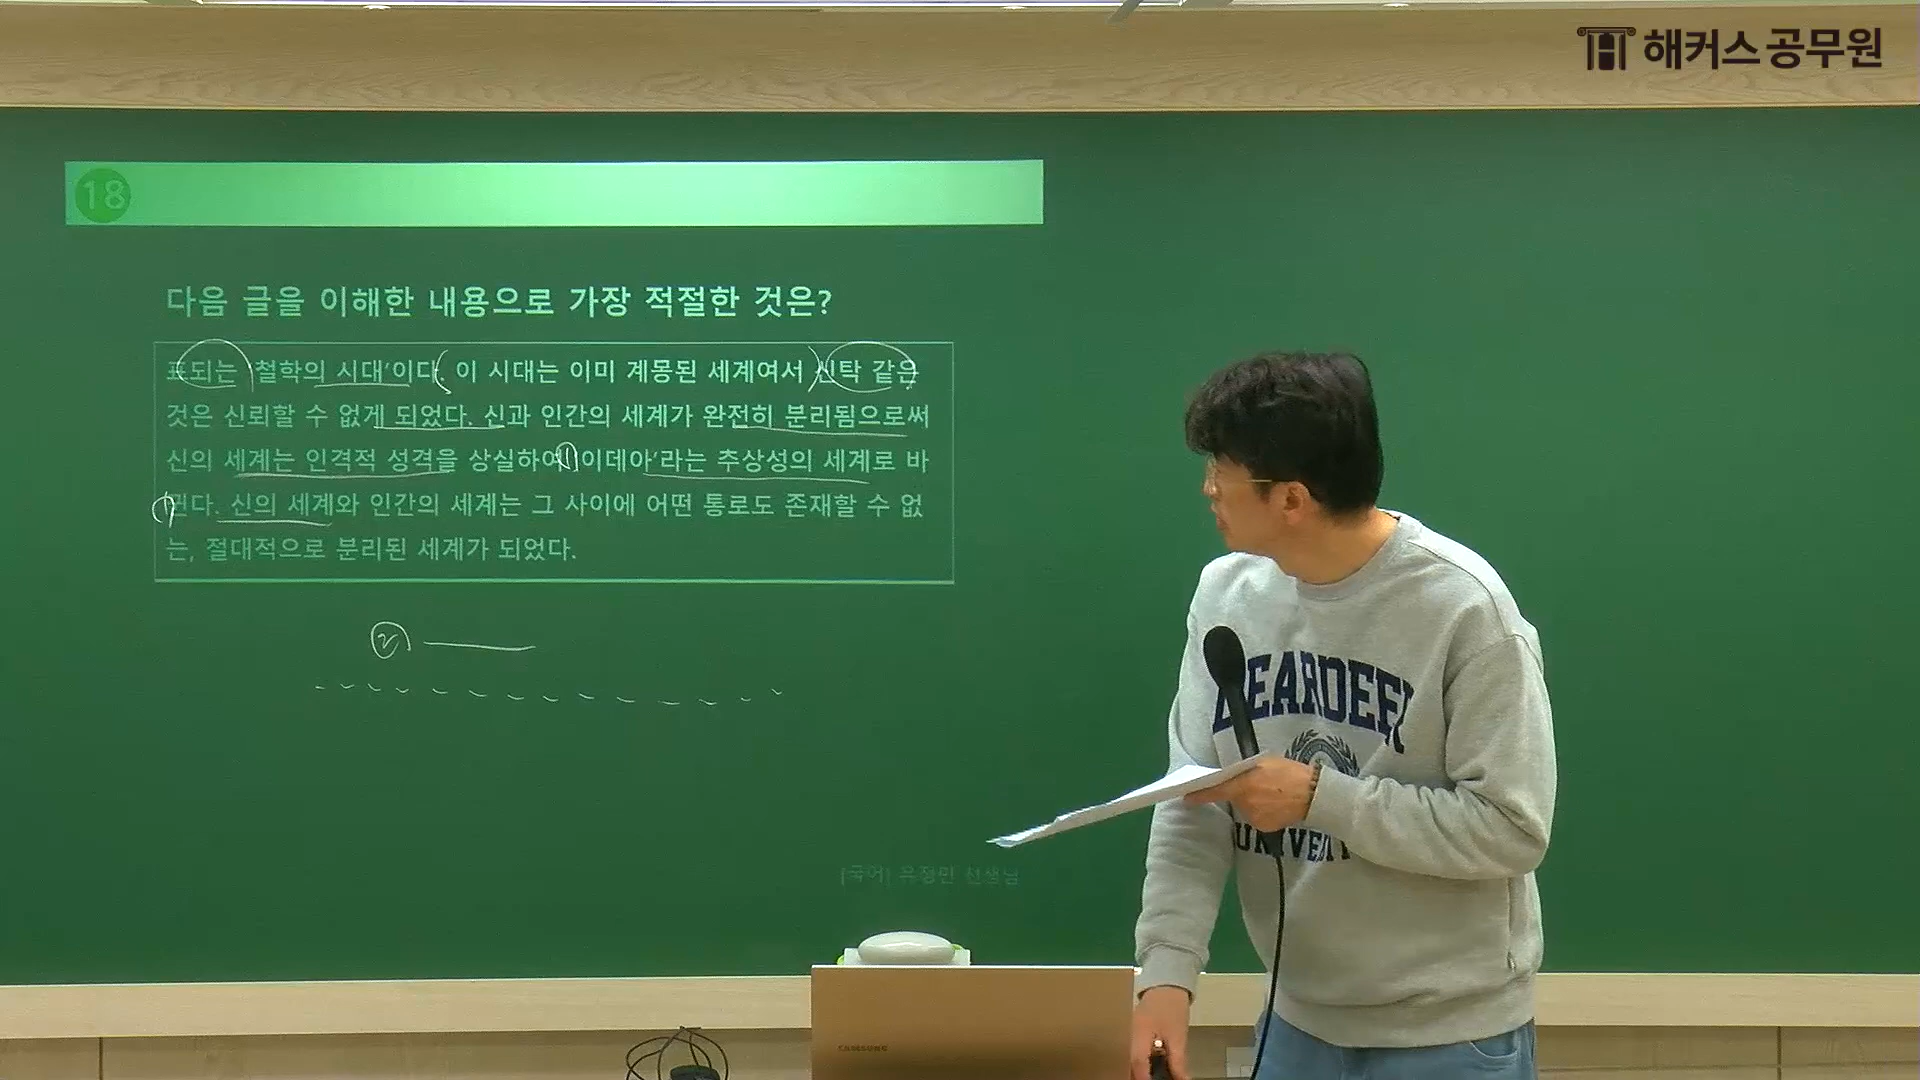 해커스 공무원
18
다음 글을 이해한 내용으로 가장 적절한 것은?
표되는 '철학의 시대'이다. 이 시대는 이미 계몽된 세계여서 신탁 같은
것은 신뢰할 수 없게 되었다. 신과 인간의 세계가 완전히 분리됨으로써
신의 세계는 인격적 성격을 상실하여 '이데아'라는 추상성의 세계로 바
뀐다. 신의 세계와 인간의 세계는 그 사이에 어떤 통로도 존재할 수 없
는, 절대적으로 분리된 세계가 되었다.
②
[국어] 유정민 선생님
SAMSUNG